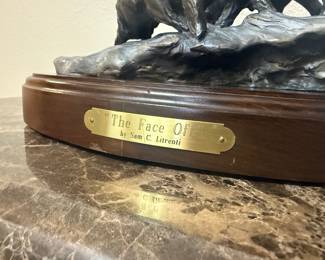 "The Face Off"
by Sam C. Litrenti